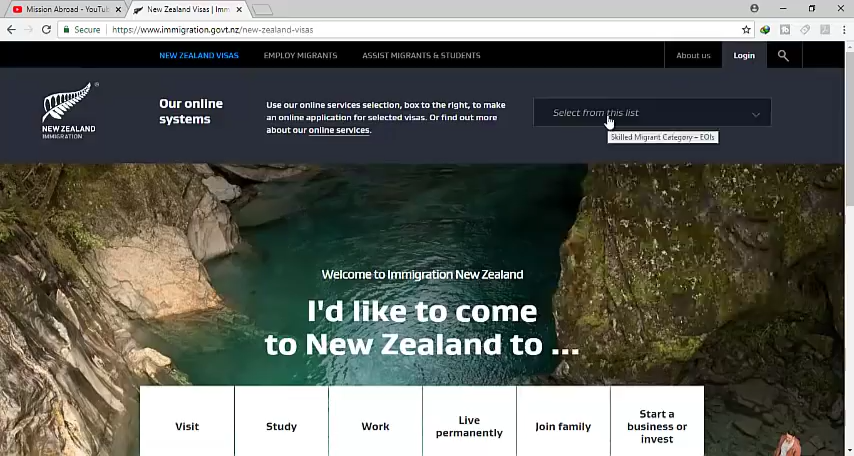 Mission Abroad - YouTu
New Zealand Visas | Imm
Secure
https://www.immigration.govt.nz/new-zealand-visas
NEW ZEALAND VISAS
EMPLOY MIGRANTS
ASSIST MIGRANTS & STUDENTS
About us
Login
NEW ZEALAND
IMMIGRATION
Our online
systems
Use our online services selection, box to the right, to make
an online application for selected visas. Or find out more
about our online services.
Select from this list
Skilled Migrant Category - EOIs
Welcome to Immigration New Zealand
I'd like to come
to New Zealand to ...
Visit
Study
Work
Live
permanently
Join family
Start a
business or
invest